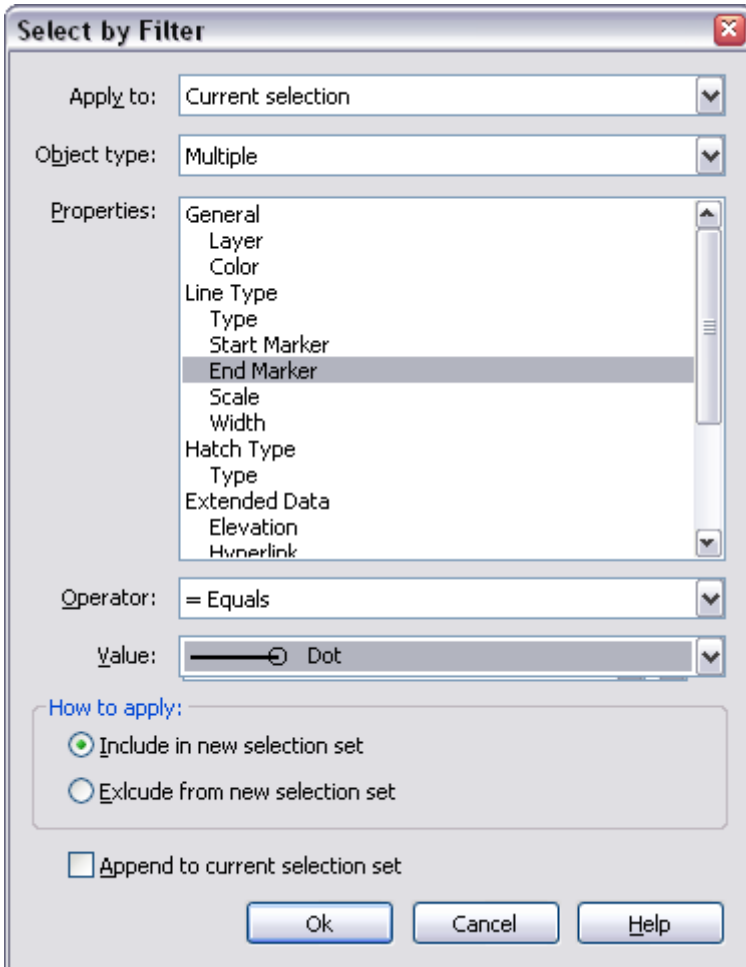 Select by Filter
Apply to: Current selection
Object type: Multiple
Properties: General
Layer
Color
Line Type
Type
Start Marker
End Marker
Scale
Width
Hatch Type
Type
Extended Data
Elevation
Hyperlink
Operator: = Equals
Value: Dot
How to apply:
Include in new selection set
Exlcude from new selection set
Append to current selection set
Ok Cancel Help